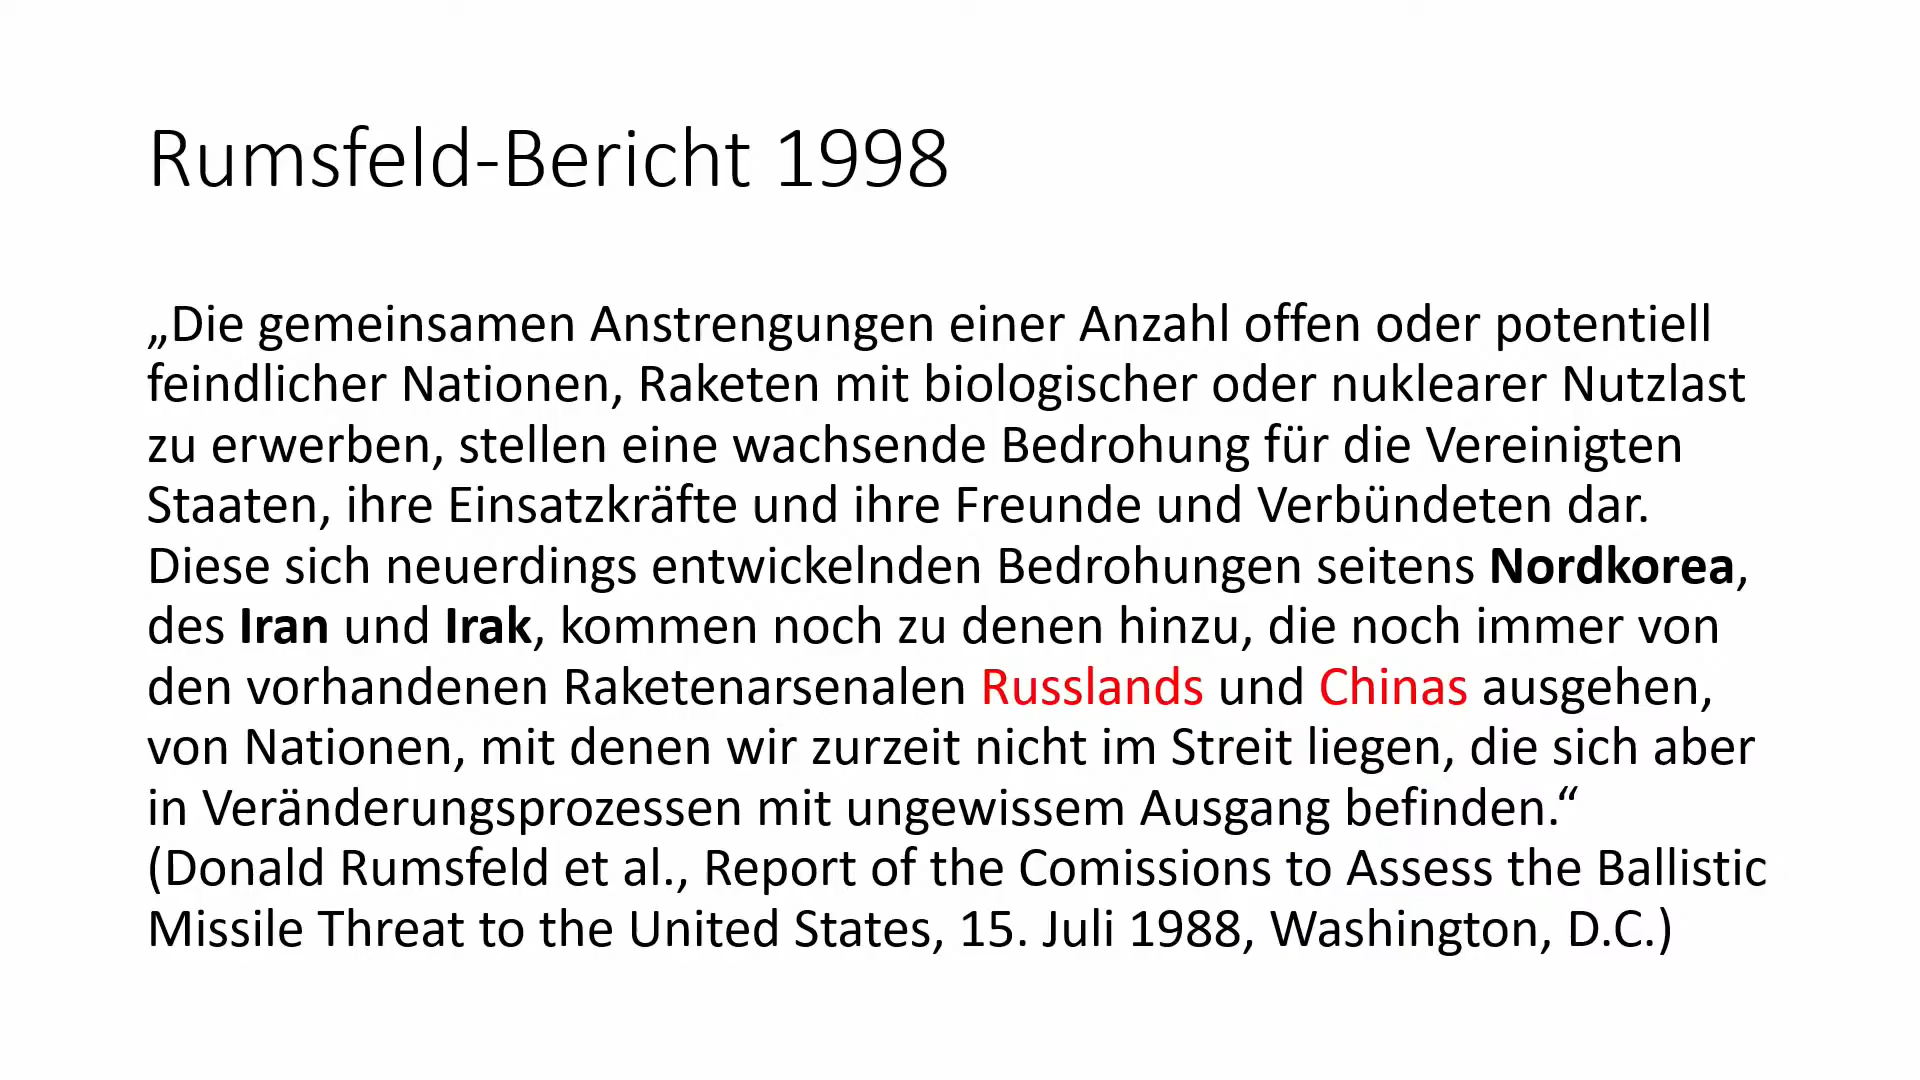 Rumsfeld-Bericht 1998
„Die gemeinsamen Anstrengungen einer Anzahl offen oder potentiell
feindlicher Nationen, Raketen mit biologischer oder nuklearer Nutzlast
zu erwerben, stellen eine wachsende Bedrohung für die Vereinigten
Staaten, ihre Einsatzkräfte und ihre Freunde und Verbündeten dar.
Diese sich neuerdings entwickelnden Bedrohungen seitens Nordkorea,
des Iran und Irak, kommen noch zu denen hinzu, die noch immer von
den vorhandenen Raketenarsenalen Russlands und Chinas ausgehen,
von Nationen, mit denen wir zurzeit nicht im Streit liegen, die sich aber
in Veränderungsprozessen mit ungewissem Ausgang befinden.“
(Donald Rumsfeld et al., Report of the Comissions to Assess the Ballistic
Missile Threat to the United States, 15. Juli 1988, Washington, D.C.)